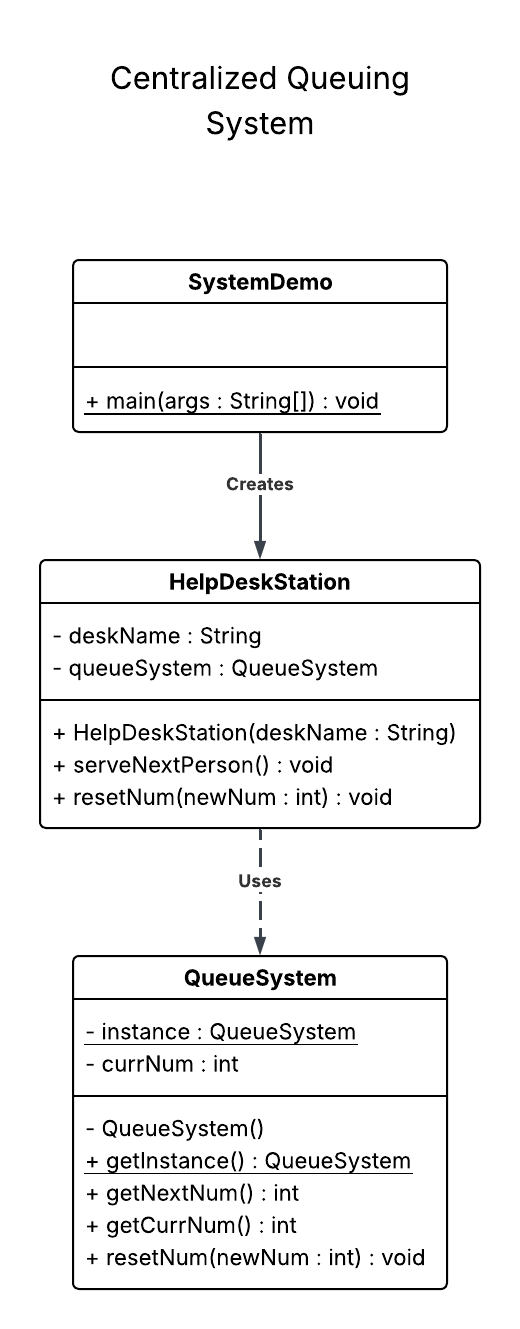 Centralized Queuing
System
SystemDemo
+ main(args : String[]) : void
Creates
HelpDeskStation
- deskName : String
- queueSystem : QueueSystem
+ HelpDeskStation(deskName : String)
+ serveNextPerson() : void
+ resetNum(newNum : int) : void
Uses
QueueSystem
- instance : QueueSystem
- currNum : int
- QueueSystem()
+ getInstance() : QueueSystem
+ getNextNum() : int
+ getCurrNum() : int
+ resetNum(newNum : int) : void